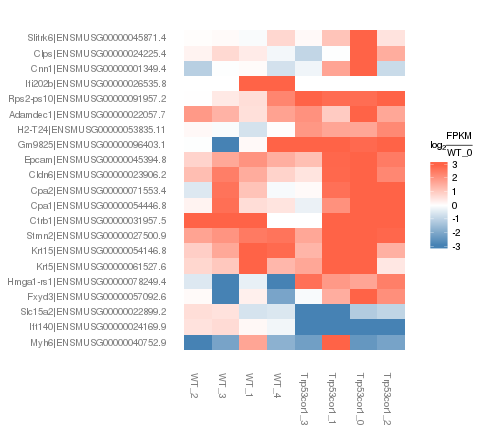 Slitrk6|ENSMUSG00000045871.4
Clps|ENSMUSG00000024225.4
Cnn1|ENSMUSG00000001349.4
Ifi202b|ENSMUSG00000026535.8
Rps2-ps10|ENSMUSG00000091957.2
Adamdec1|ENSMUSG00000022057.7
H2-T24|ENSMUSG00000053835.11
Gm9825|ENSMUSG00000096403.1
Epcam|ENSMUSG00000045394.8
Cldn6|ENSMUSG00000023906.2
Cpa2|ENSMUSG00000071553.4
Cpa1|ENSMUSG00000054446.8
Ctrb1|ENSMUSG00000031957.5
Stmn2|ENSMUSG00000027500.9
Krt15|ENSMUSG00000054146.8
Krt5|ENSMUSG00000061527.6
Hmga1-rs1|ENSMUSG00000078249.4
Fxyd3|ENSMUSG00000057092.6
Slc15a2|ENSMUSG00000022899.2
Ift140|ENSMUSG00000024169.9
Myh6|ENSMUSG00000040752.9
WT_2
WT_3
WT_1
WT_4
Trp53cor1_3
Trp53cor1_1
Trp53cor1_0
Trp53cor1_2
log2 FPKM
WT_0
3
2
1
0
-1
-2
-3